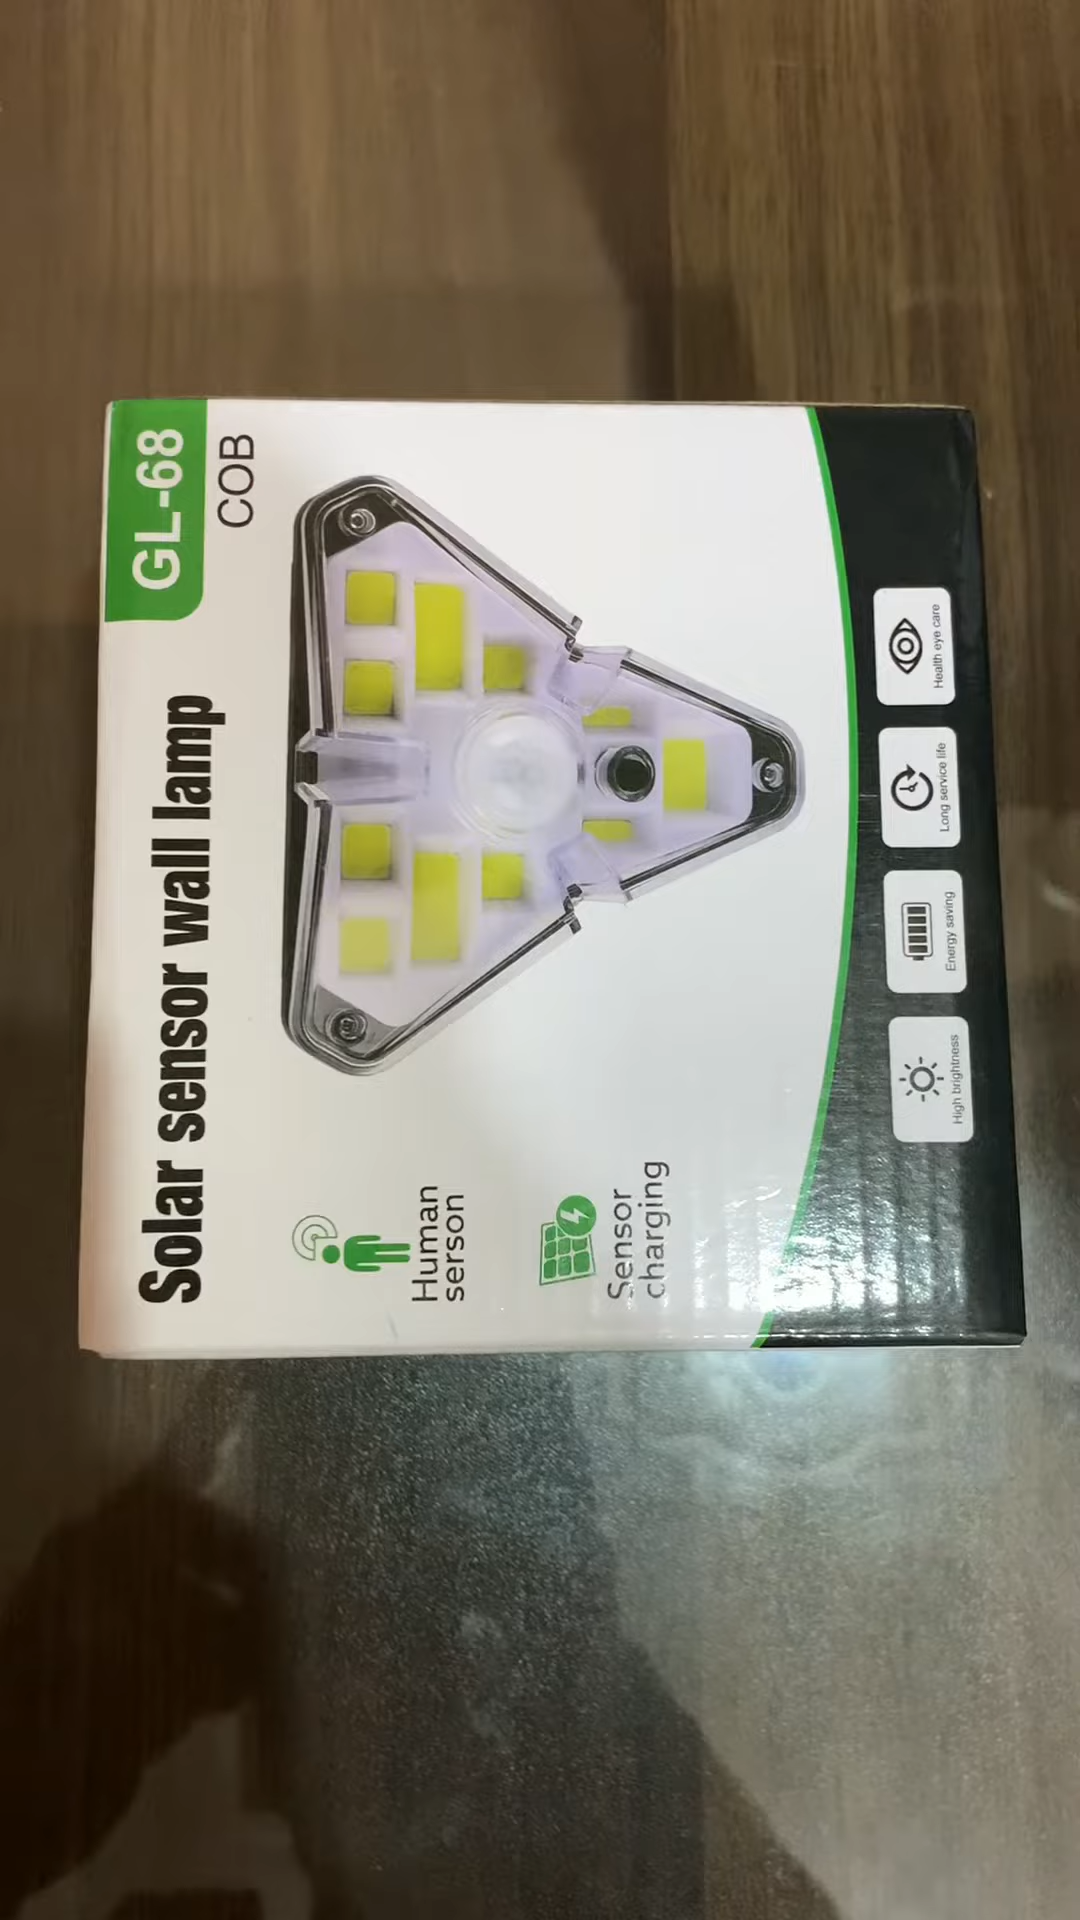 GL-68
COB
Solar sensor wall lamp
Human
serson
Sensor
charging
High brightness
Energy saving
Long service life
Health eye care